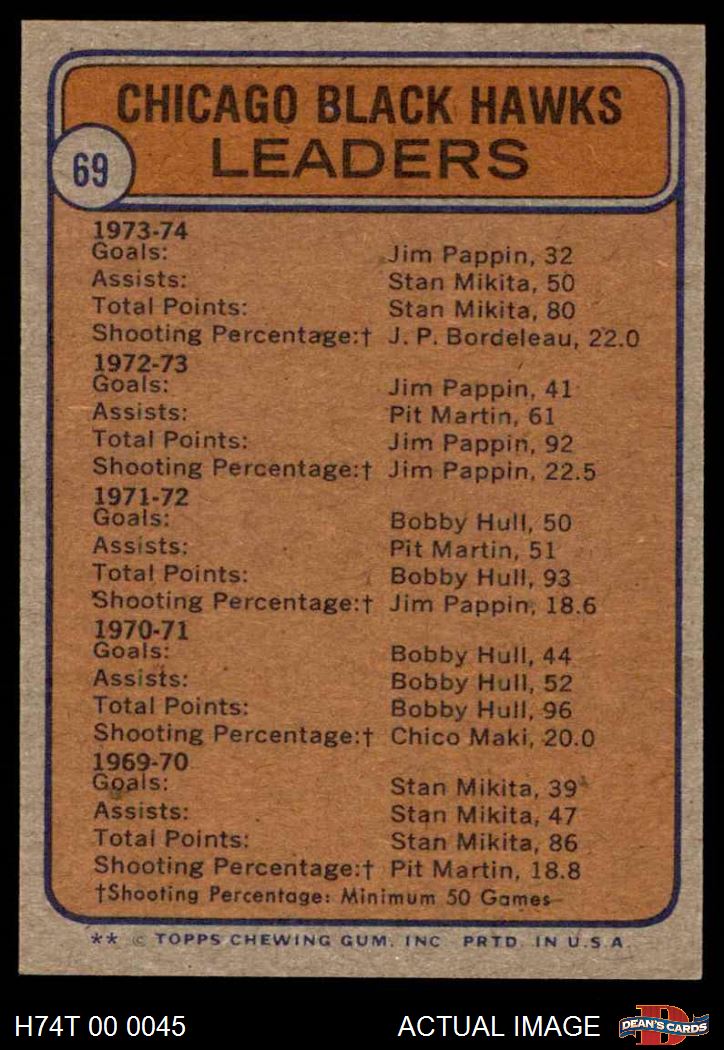 CHICAGO BLACK HAWKS
LEADERS
69
1973-74
Goals: Jim Pappin, 32
Assists: Stan Mikita, 50
Total Points: Stan Mikita, 80
Shooting Percentage:† J. P. Bordeleau, 22.0
1972-73
Goals: Jim Pappin, 41
Assists: Pit Martin, 61
Total Points: Jim Pappin, 92
Shooting Percentage:† Jim Pappin, 22.5
1971-72
Goals: Bobby Hull, 50
Assists: Pit Martin, 51
Total Points: Bobby Hull, 93
Shooting Percentage:† Jim Pappin, 18.6
1970-71
Goals: Bobby Hull, 44
Assists: Bobby Hull, 52
Total Points: Bobby Hull, 96
Shooting Percentage:† Chico Maki, 20.0
1969-70
Goals: Stan Mikita, 39
Assists: Stan Mikita, 47
Total Points: Stan Mikita, 86
Shooting Percentage:† Pit Martin, 18.8
†Shooting Percentage: Minimum 50 Games
** © TOPPS CHEWING GUM, INC PRTD. IN U.S.A.
H74T 00 0045 ACTUAL IMAGE
D
DEAN'S CARDS